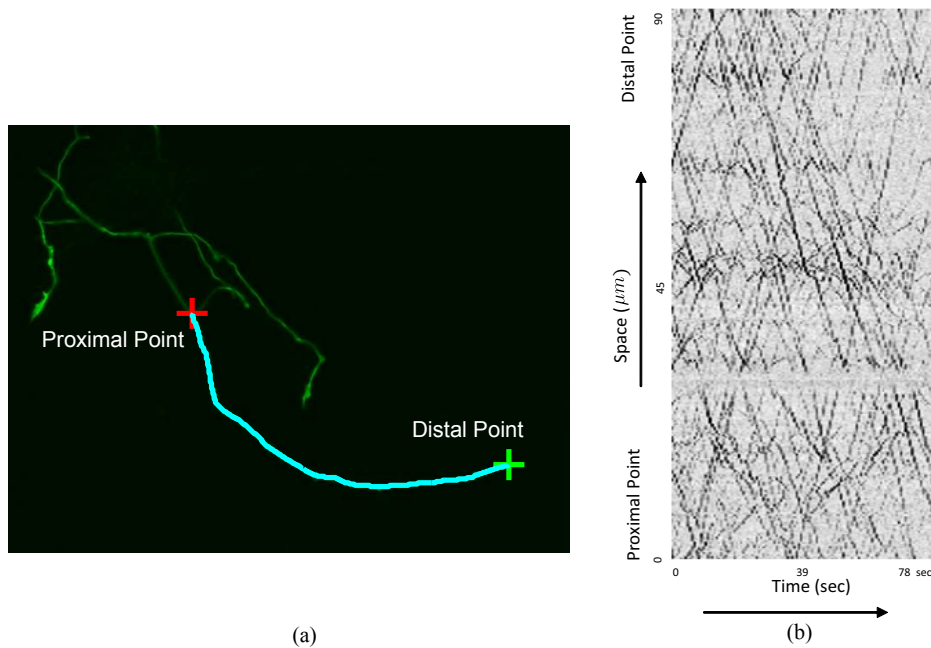 Proximal Point
Distal Point
(a)
90
Distal Point
Space (μm)
45
Proximal Point
0
0
39
78 sec
Time (sec)
(b)